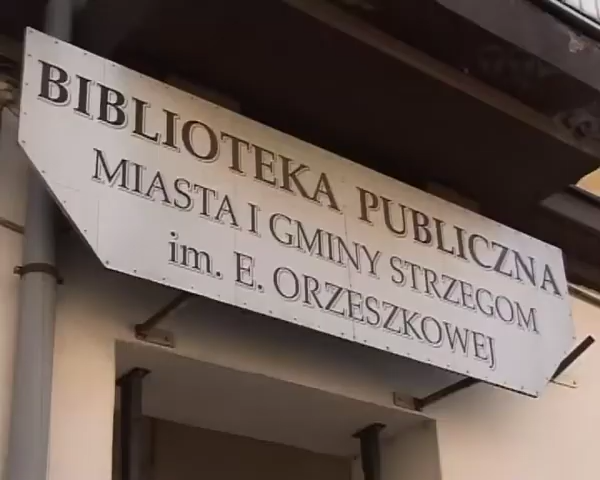 BIBLIOTEKA PUBLICZNA
MIASTA I GMINY STRZEGOM
im. E. ORZESZKOWEJ